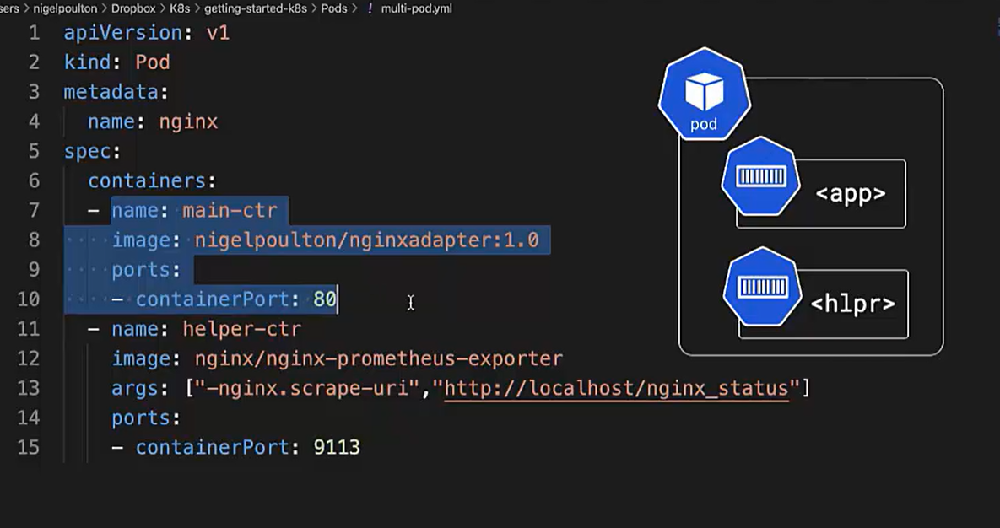 sers > nigelpoulton > Dropbox > K8s > getting-started-k8s > Pods > ! multi-pod.yml
1 apiVersion: v1
2 kind: Pod
3 metadata:
4   name: nginx
5 spec:
6   containers:
7   - name: main-ctr
8     image: nigelpoulton/nginxadapter:1.0
9     ports:
10     - containerPort: 80
11   - name: helper-ctr
12     image: nginx/nginx-prometheus-exporter
13     args: ["-nginx.scrape-uri","http://localhost/nginx_status"]
14     ports:
15     - containerPort: 9113
pod
<app>
<hlpr>